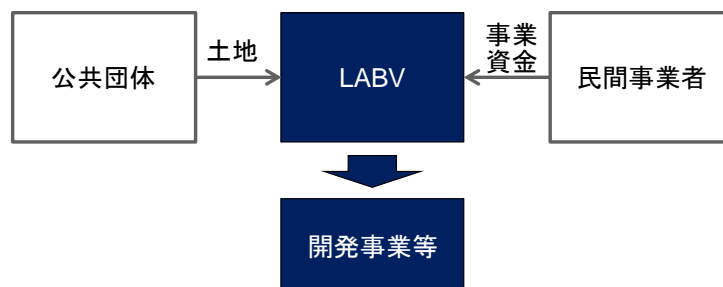 公共団体
土地
LABV
事業
資金
民間事業者
開発事業等